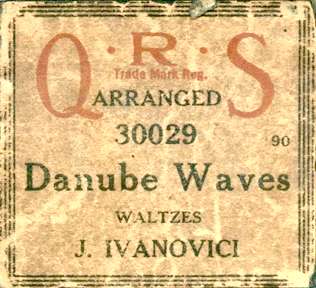 Q·R·S
Trade Mark Reg.
ARRANGED
30029
90
Danube Waves
WALTZES
J. IVANOVICI